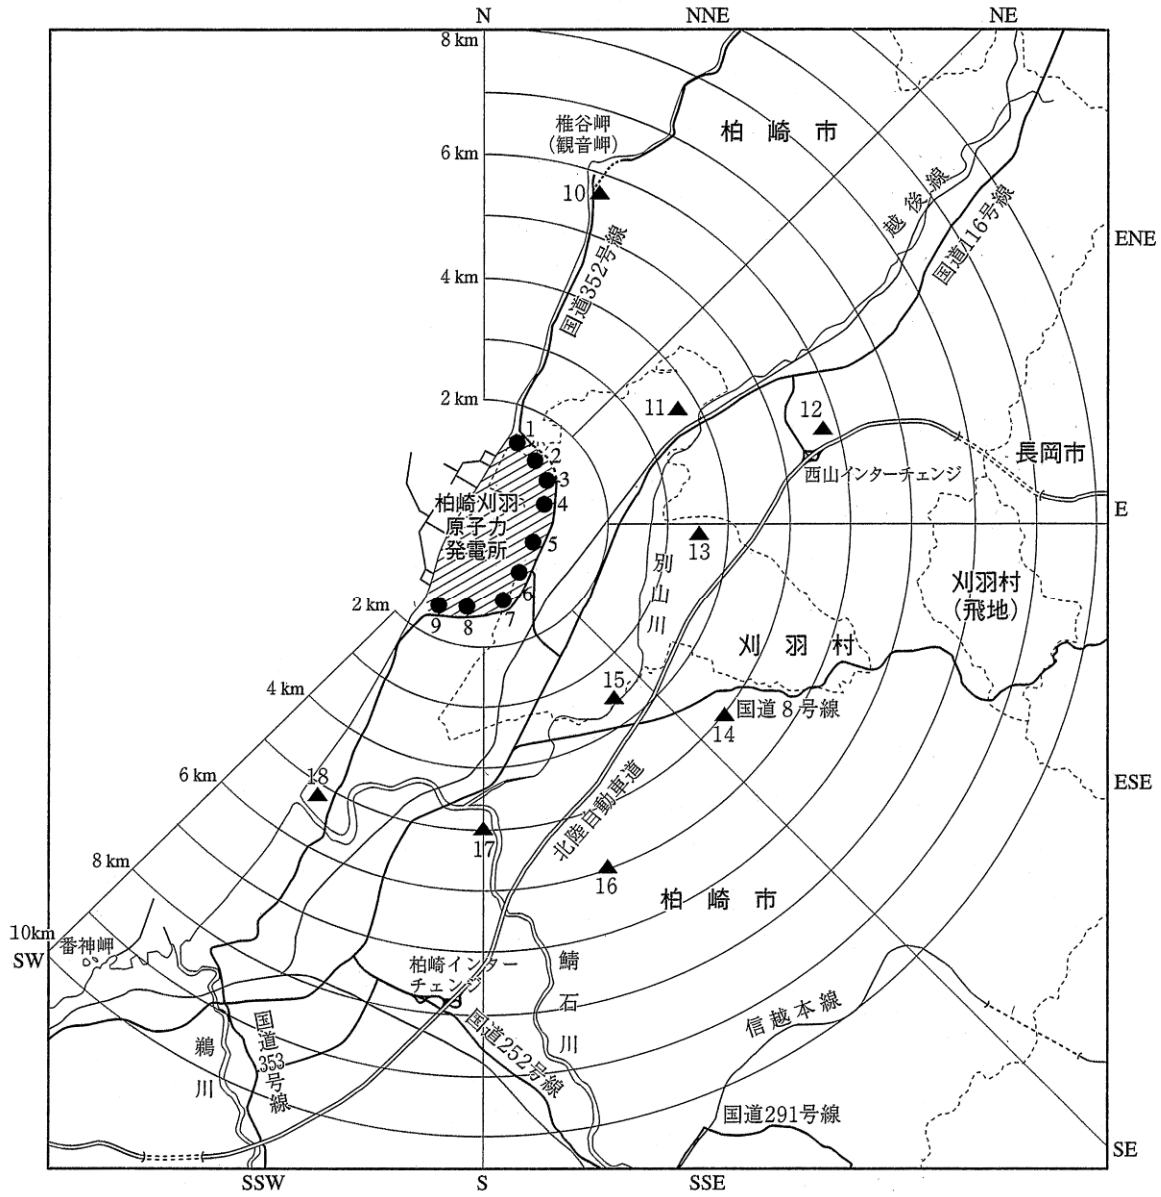 N
NNE
NE
8 km
椎谷岬
(観音岬)
柏崎市
6 km
10
越後線
国道116号線
ENE
国道352号線
4 km
2 km
11
12
1
2
3
4
5
6
7
8
9
柏崎刈羽
原子力
発電所
西山インターチェンジ
長岡市
E
13
別山川
刈羽村
(飛地)
2 km
刈羽村
4 km
15
国道8号線
14
6 km
18
ESE
北陸自動車道
17
16
8 km
柏崎市
10km
SW
番神岬
柏崎インター
チェンジ
鯖石川
信越本線
国道252号線
国道353号線
鵜川
国道291号線
SE
SSW
S
SSE